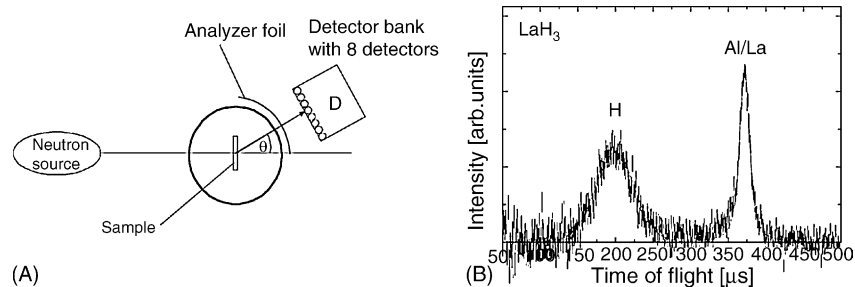 Analyzer foil
Detector bank
with 8 detectors
D
θ
Neutron
source
Sample
(A)
LaH3
Al/La
H
Intensity [arb.units]
50 100 150 200 250 300 350 400 450 500
Time of flight [μs]
(B)